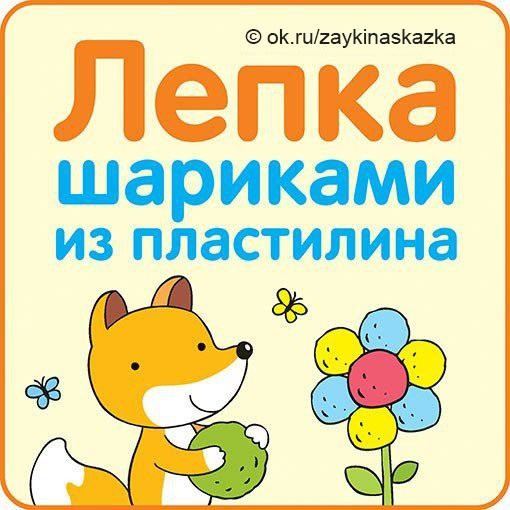 © ok.ru/zaykinaskazka
Лепка
шариками
из пластилина